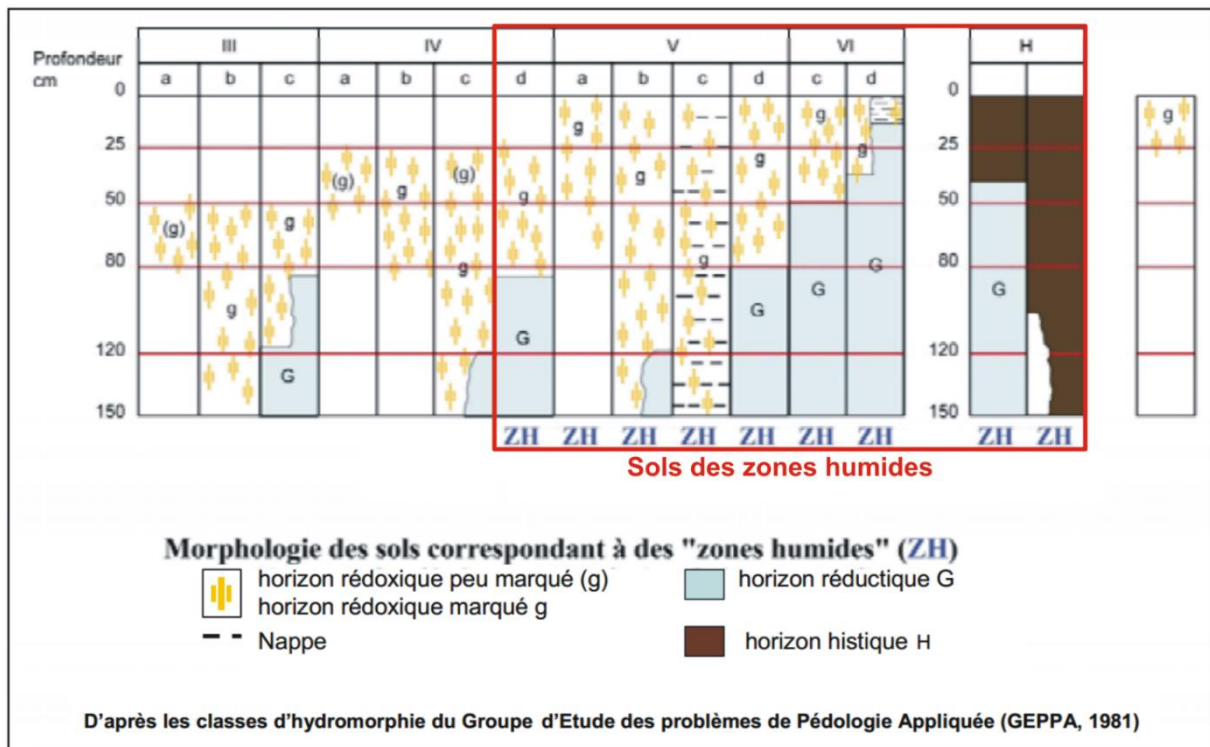 III IV V VI H
Profondeur
cm
a b c a b c d a b c d c d
0 0
g g g
25 25
(g) g (g) g g g g
50 50
(g) g
80 80
g g g G
g G G G
G
120 120
G
150 150
ZH ZH ZH ZH ZH ZH ZH ZH ZH
Sols des zones humides
Morphologie des sols correspondant à des "zones humides" (ZH)
horizon rédoxique peu marqué (g) horizon réductique G
horizon rédoxique marqué g
Nappe horizon histique H
D'après les classes d'hydromorphie du Groupe d'Etude des problèmes de Pédologie Appliquée (GEPPA, 1981)